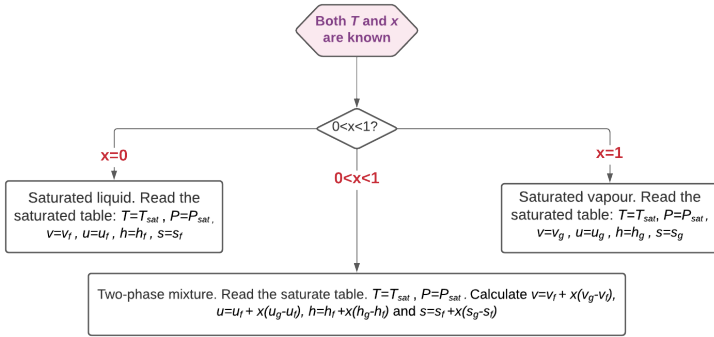 Both T and x
are known
0<x<1?
x=0
x=1
0<x<1
Saturated liquid. Read the
saturated table: T=Tsat , P=Psat ,
v=vf , u=uf , h=hf , s=sf
Saturated vapour. Read the
saturated table: T=Tsat, P=Psat ,
v=vg , u=ug , h=hg , s=sg
Two-phase mixture. Read the saturate table. T=Tsat , P=Psat . Calculate v=vf + x(vg-vf),
u=uf + x(ug-uf), h=hf +x(hg-hf) and s=sf +x(sg-sf)